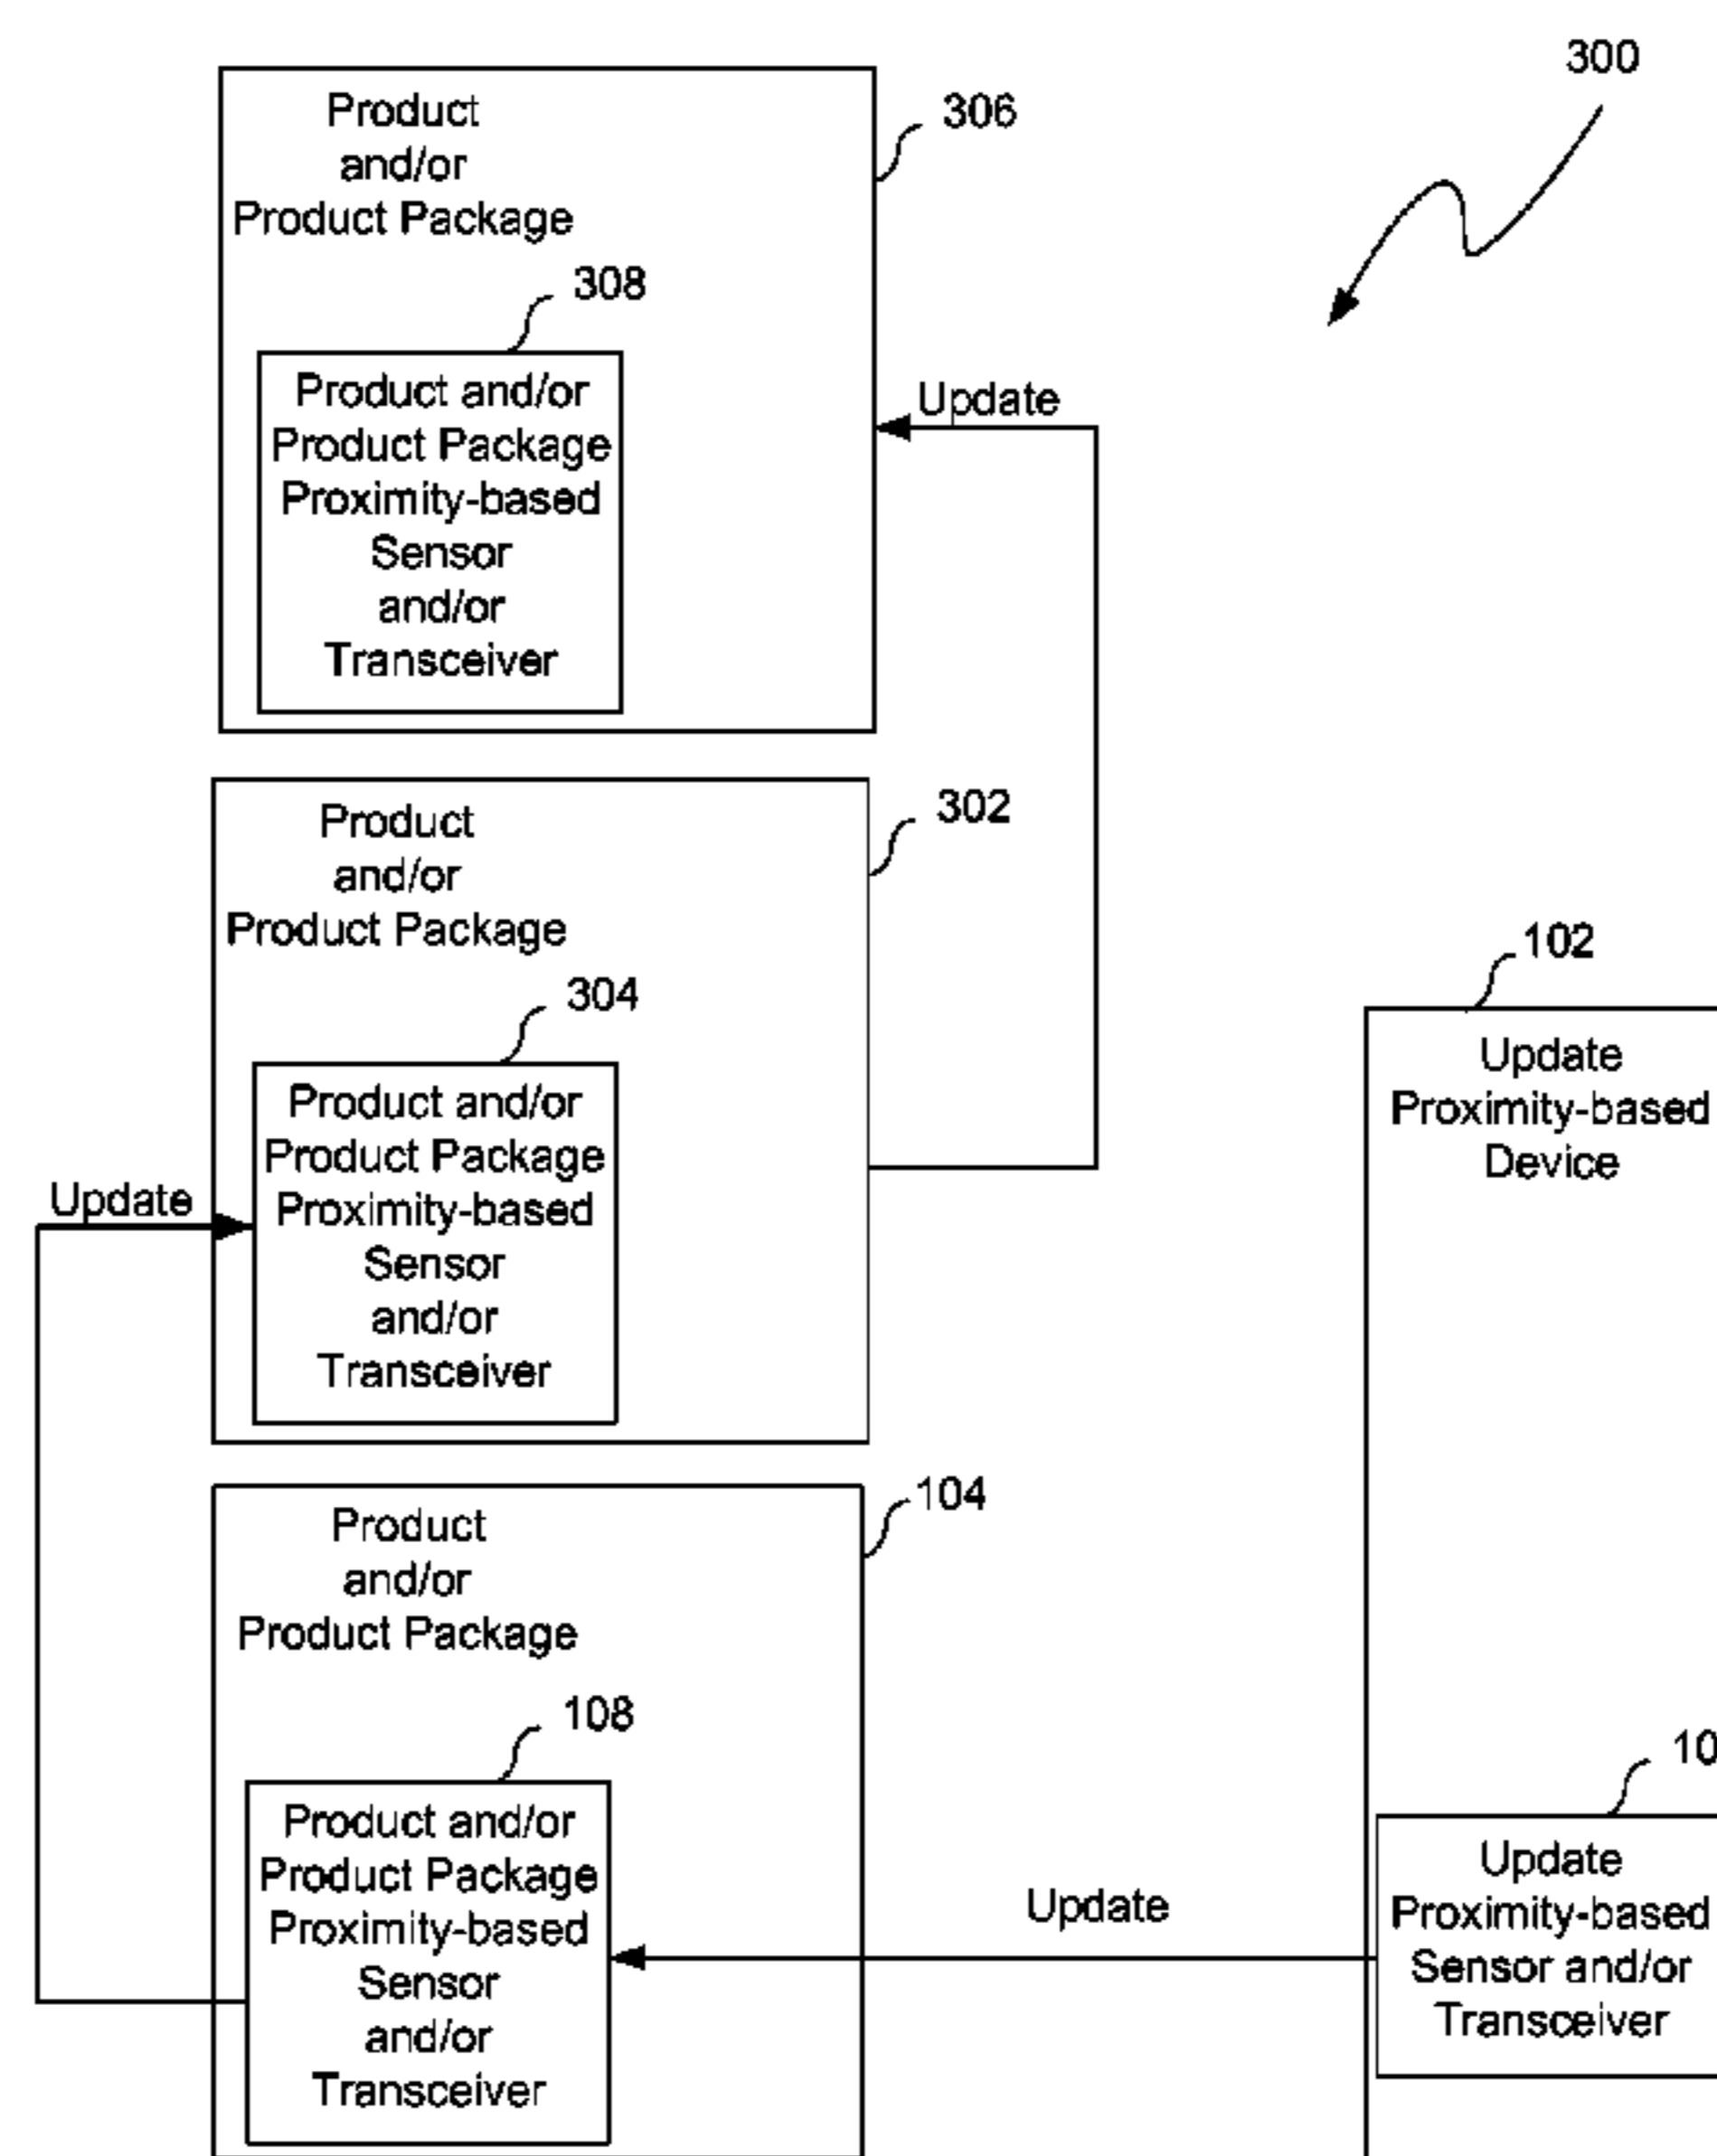 300
Product
and/or
Product Package
306
308
Product and/or
Product Package
Proximity-based
Sensor
and/or
Transceiver
Update
Product
and/or
Product Package
302
304
Product and/or
Product Package
Proximity-based
Sensor
and/or
Transceiver
Update
102
Update
Proximity-based
Device
Product
and/or
Product Package
104
108
Product and/or
Product Package
Proximity-based
Sensor
and/or
Transceiver
Update
Update
Proximity-based
Sensor and/or
Transceiver